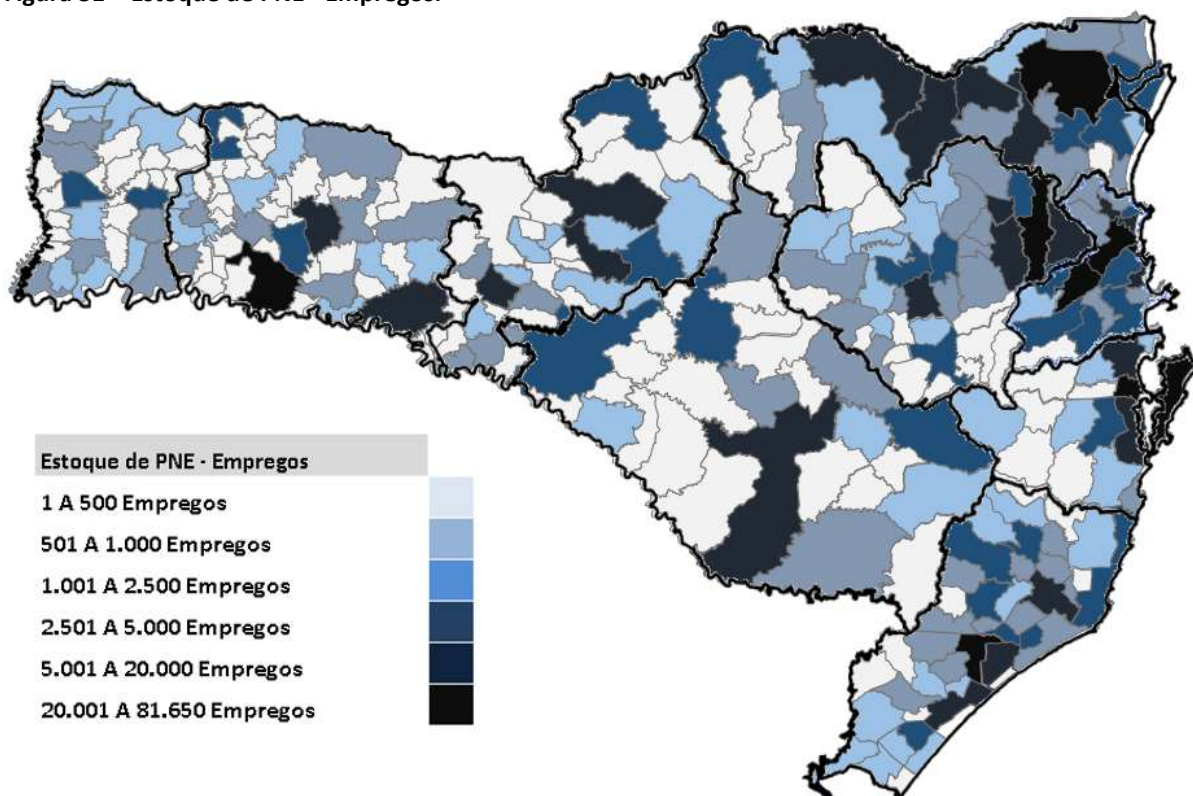 Estoque de PNE - Empregos
1 A 500 Empregos
501 A 1.000 Empregos
1.001 A 2.500 Empregos
2.501 A 5.000 Empregos
5.001 A 20.000 Empregos
20.001 A 81.650 Empregos